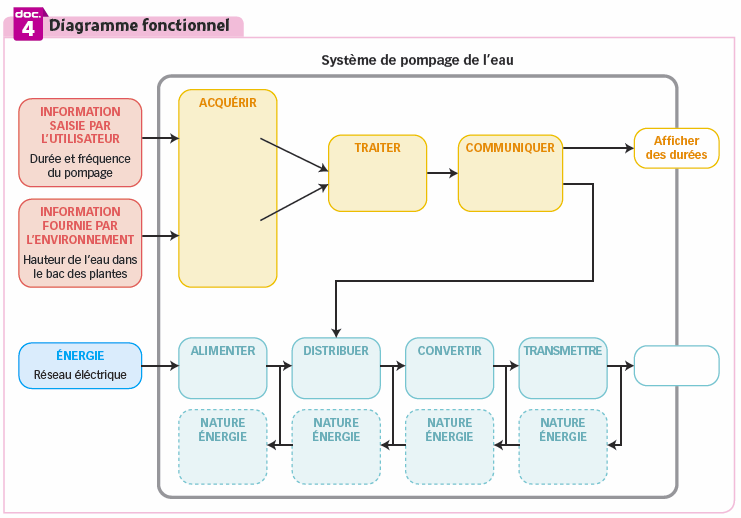 doc.
4
Diagramme fonctionnel
Système de pompage de l'eau
INFORMATION
SAISIE PAR
L'UTILISATEUR
Durée et fréquence
du pompage
INFORMATION
FOURNIE PAR
L'ENVIRONNEMENT
Hauteur de l'eau dans
le bac des plantes
ACQUÉRIR
TRAITER
COMMUNIQUER
Afficher
des durées
ÉNERGIE
Réseau éléctrique
ALIMENTER
DISTRIBUER
CONVERTIR
TRANSMETTRE
NATURE
ÉNERGIE
NATURE
ÉNERGIE
NATURE
ÉNERGIE
NATURE
ÉNERGIE